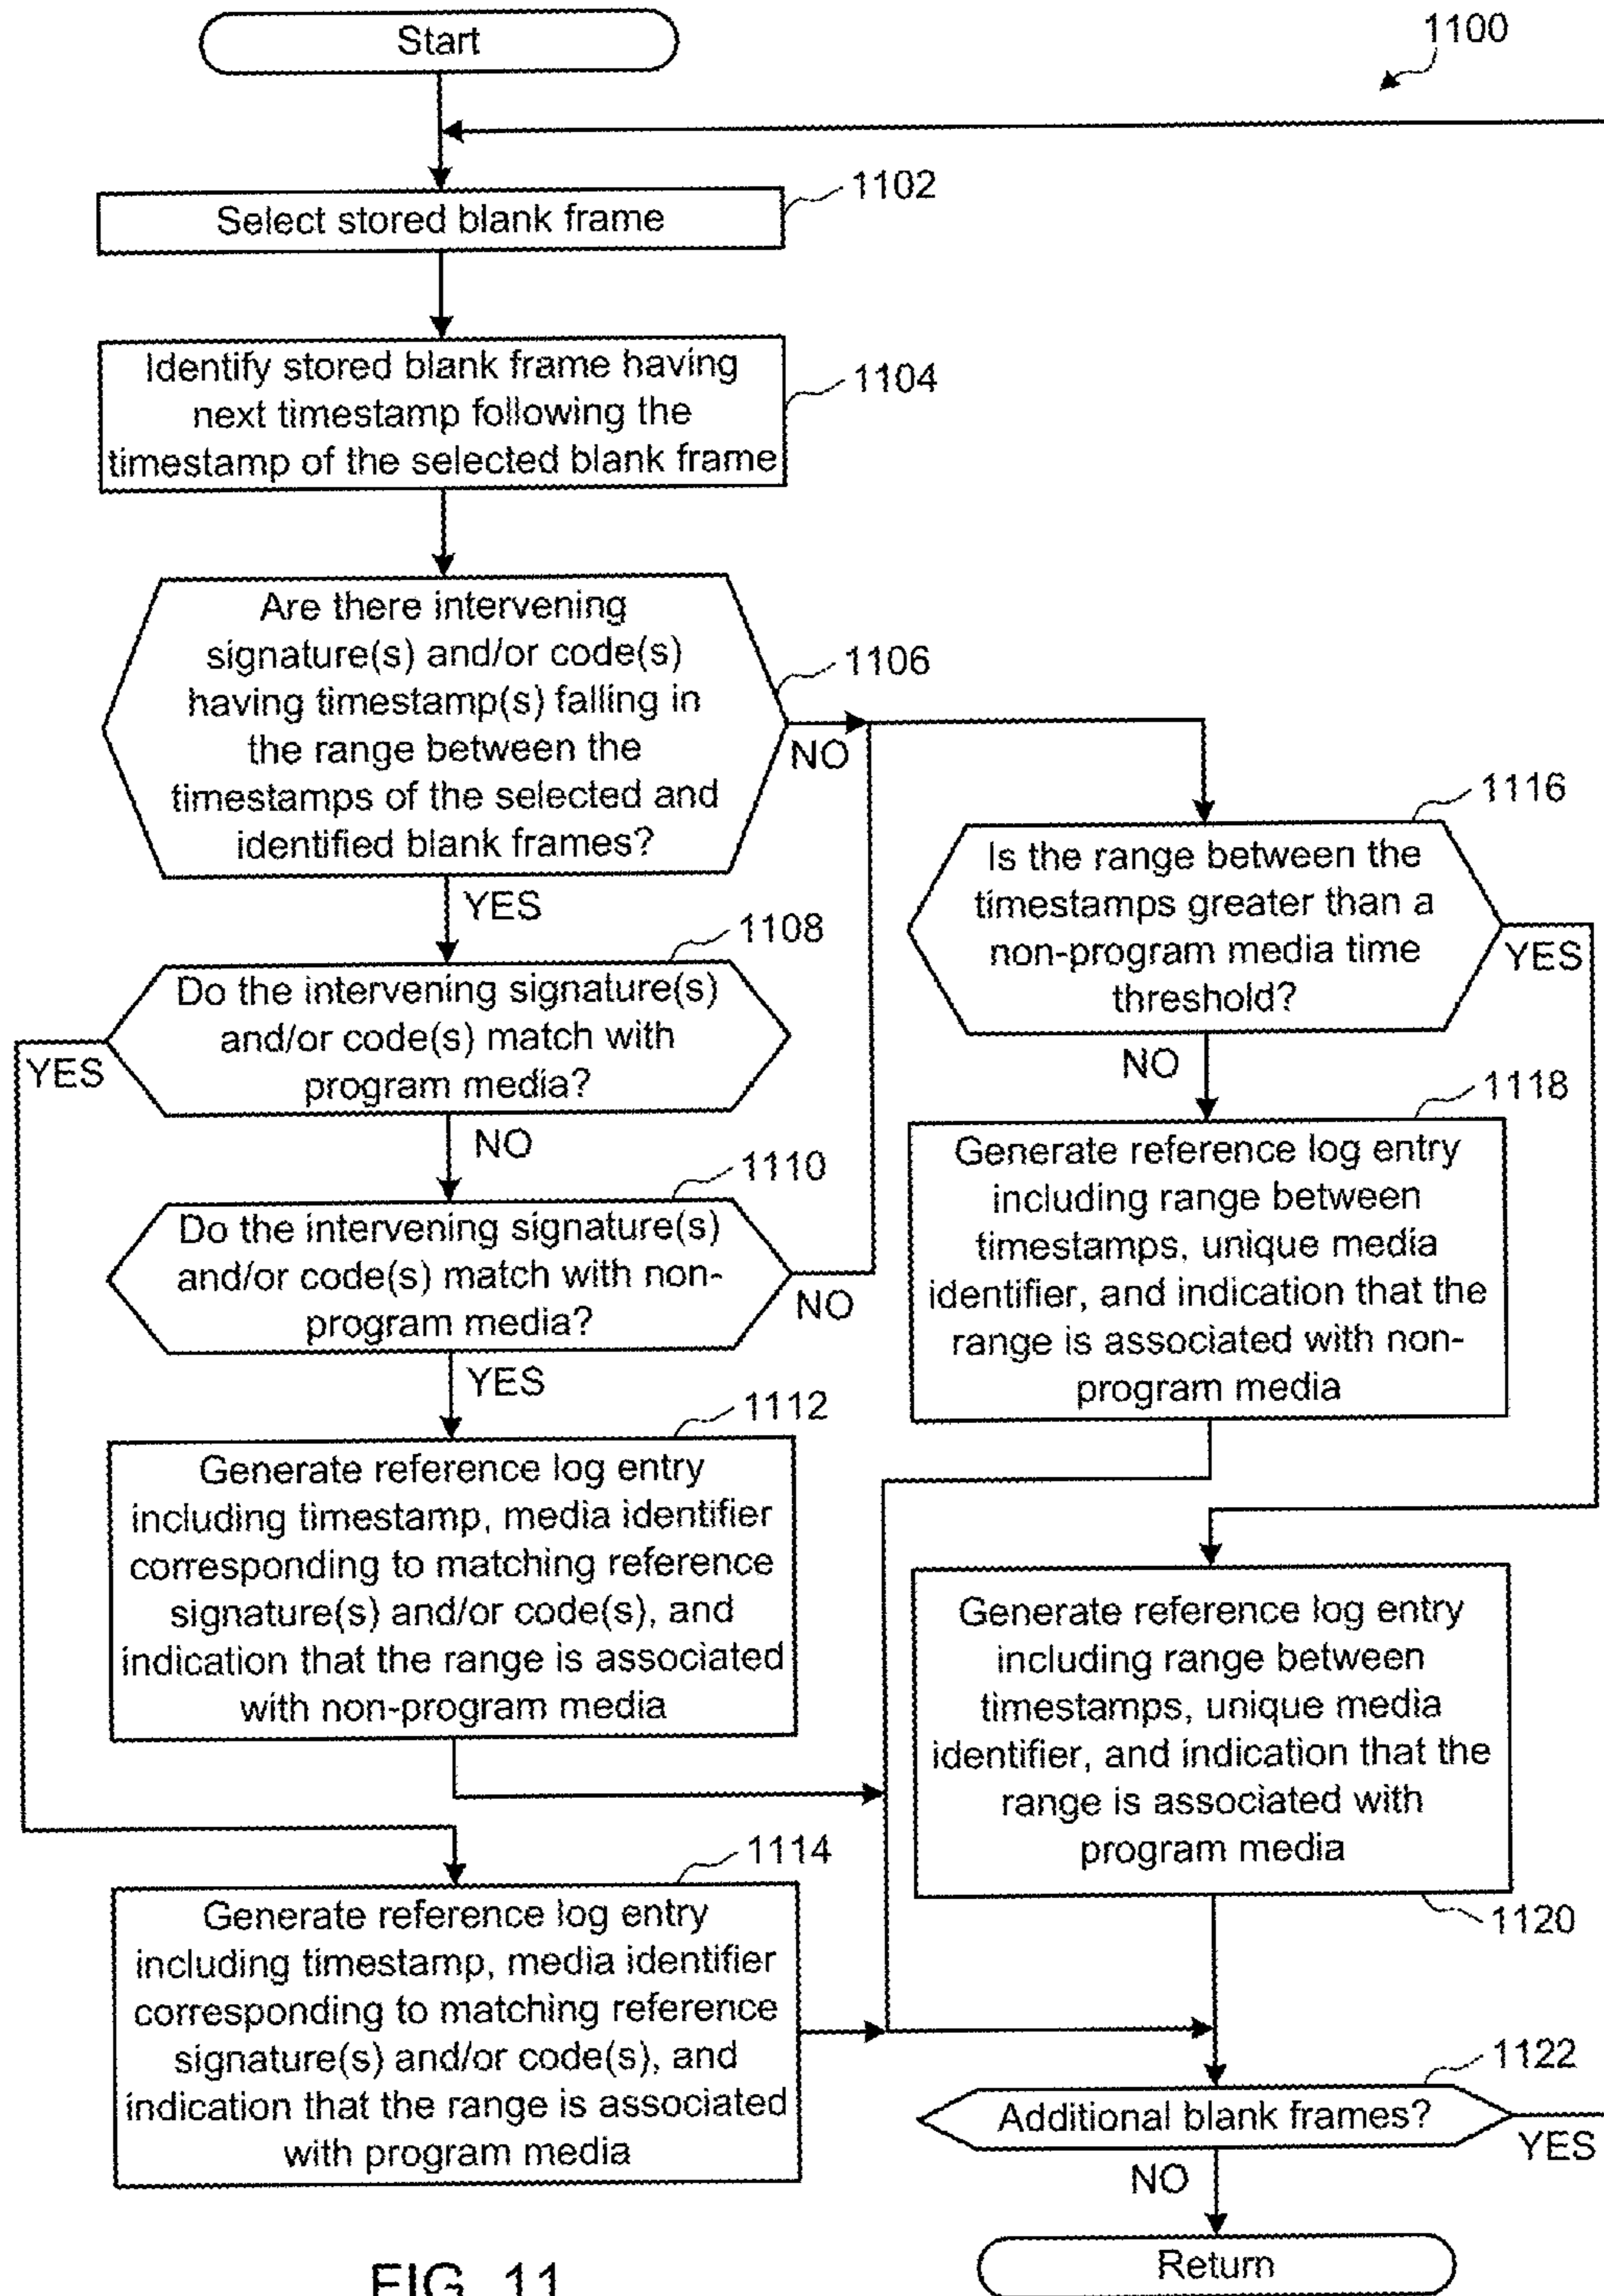 Start
1100
Select stored blank frame
1102
Identify stored blank frame having
next timestamp following the
timestamp of the selected blank frame
1104
Are there intervening
signature(s) and/or code(s)
having timestamp(s) falling in
the range between the
timestamps of the selected and
identified blank frames?
1106
NO
YES
1108
Do the intervening signature(s)
and/or code(s) match with
program media?
YES
NO
1110
Do the intervening signature(s)
and/or code(s) match with non-
program media?
NO
YES
1112
Generate reference log entry
including timestamp, media identifier
corresponding to matching reference
signature(s) and/or code(s), and
indication that the range is associated
with non-program media
1114
Generate reference log entry
including timestamp, media identifier
corresponding to matching reference
signature(s) and/or code(s), and
indication that the range is associated
with program media
1116
Is the range between the
timestamps greater than a
non-program media time
threshold?
YES
NO
1118
Generate reference log entry
including range between
timestamps, unique media
identifier, and indication that the
range is associated with non-
program media
Generate reference log entry
including range between
timestamps, unique media
identifier, and indication that the
range is associated with
program media
1120
1122
Additional blank frames?
YES
NO
Return
FIG. 11